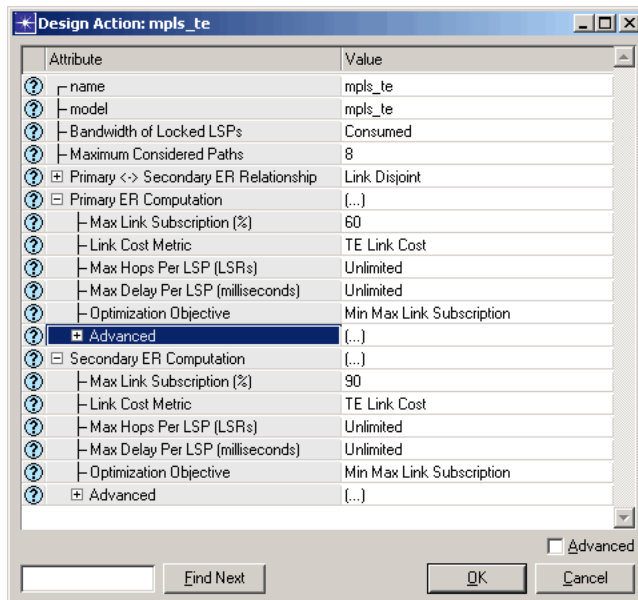 Design Action: mpls_te
Attribute Value
name mpls_te
model mpls_te
Bandwidth of Locked LSPs Consumed
Maximum Considered Paths 8
Primary <-> Secondary ER Relationship Link Disjoint
Primary ER Computation (...)
Max Link Subscription (%) 60
Link Cost Metric TE Link Cost
Max Hops Per LSP (LSRs) Unlimited
Max Delay Per LSP (milliseconds) Unlimited
Optimization Objective Min Max Link Subscription
Advanced (...)
Secondary ER Computation (...)
Max Link Subscription (%) 90
Link Cost Metric TE Link Cost
Max Hops Per LSP (LSRs) Unlimited
Max Delay Per LSP (milliseconds) Unlimited
Optimization Objective Min Max Link Subscription
Advanced (...)
Advanced
Find Next OK Cancel